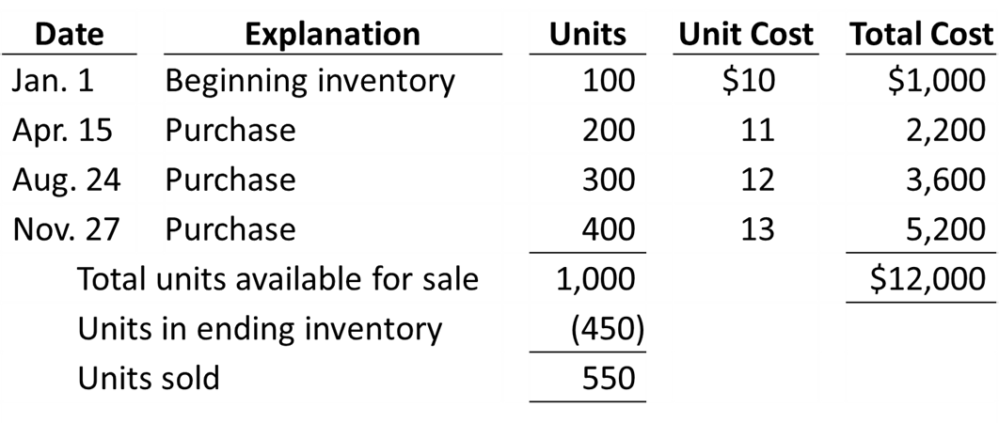 Date Explanation Units Unit Cost Total Cost
Jan. 1 Beginning inventory 100 $10 $1,000
Apr. 15 Purchase 200 11 2,200
Aug. 24 Purchase 300 12 3,600
Nov. 27 Purchase 400 13 5,200
Total units available for sale 1,000 $12,000
Units in ending inventory (450)
Units sold 550